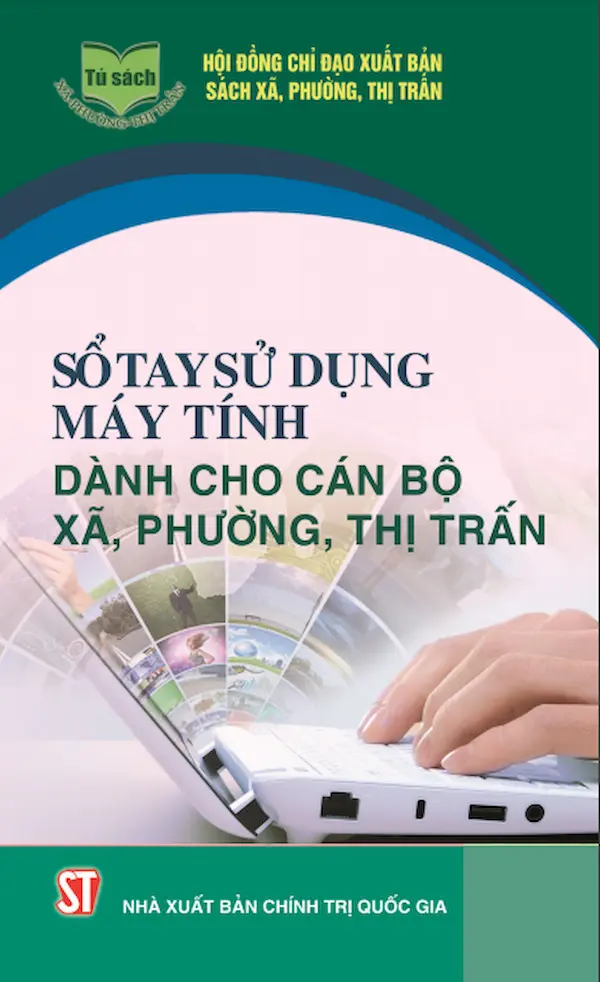 Tủ sách
XÃ-PHƯỜNG-THỊ TRẤN
HỘI ĐỒNG CHỈ ĐẠO XUẤT BẢN
SÁCH XÃ, PHƯỜNG, THỊ TRẤN
SỔ TAY SỬ DỤNG
MÁY TÍNH
DÀNH CHO CÁN BỘ
XÃ, PHƯỜNG, THỊ TRẤN
ST
NHÀ XUẤT BẢN CHÍNH TRỊ QUỐC GIA